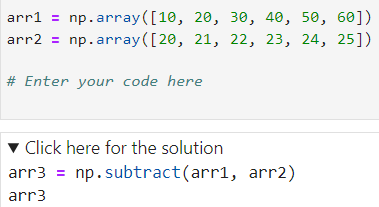 arr1 = np.array([10, 20, 30, 40, 50, 60])
arr2 = np.array([20, 21, 22, 23, 24, 25])
# Enter your code here
▼ Click here for the solution
arr3 = np.subtract(arr1, arr2)
arr3